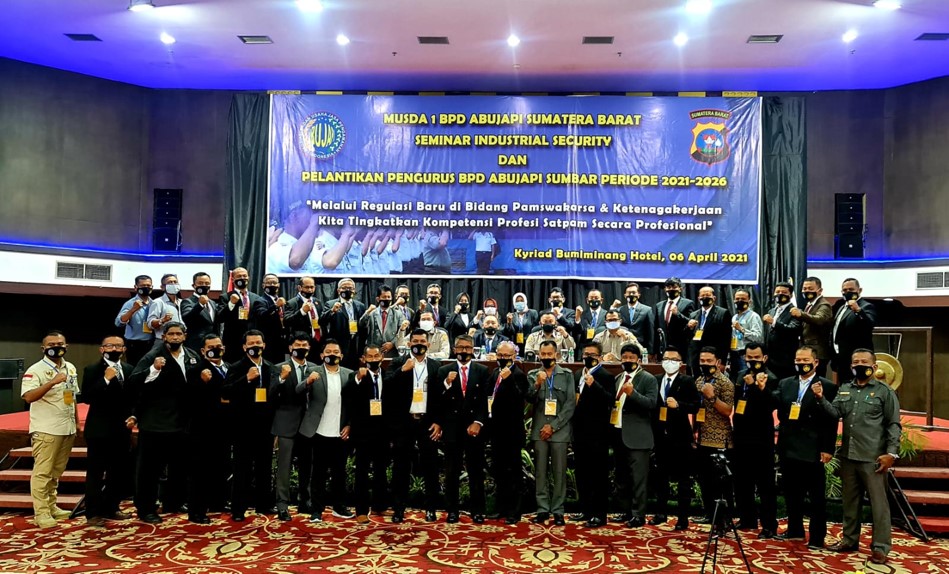 MUSDA 1 BPD ABUJAPI SUMATERA BARAT
SEMINAR INDUSTRIAL SECURITY
DAN
PELANTIKAN PENGURUS BPD ABUJAPI SUMBAR PERIODE 2021-2026
"Melalui Regulasi Baru di Bidang Pamswakarsa & Ketenagakerjaan
Kita Tingkatkan Kompetensi Profesi Satpam Secara Profesional"
Kyriad Bumiminang Hotel, 06 April 2021
SUMATERA BARAT